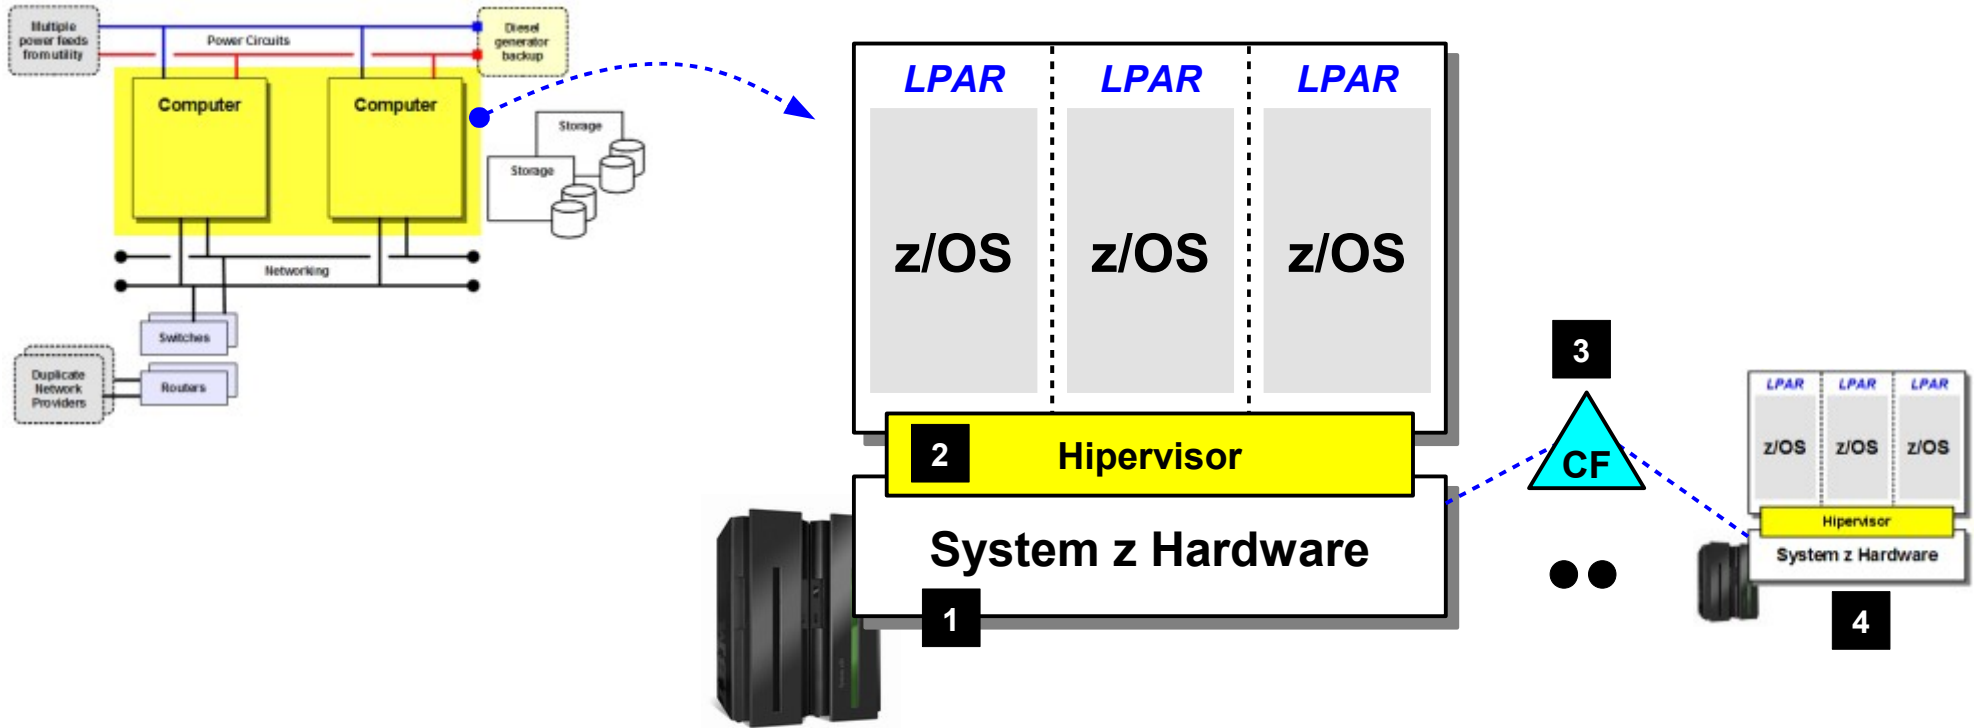 Multiple
power feeds
from utility
Power Circuits
Diesel
generator
backup
Computer
Computer
Storage
Storage
Networking
Switches
Routers
Duplicate
Network
Providers
LPAR
LPAR
LPAR
z/OS
z/OS
z/OS
2
Hipervisor
System z Hardware
1
3
CF
LPAR
LPAR
LPAR
z/OS
z/OS
z/OS
Hipervisor
System z Hardware
4